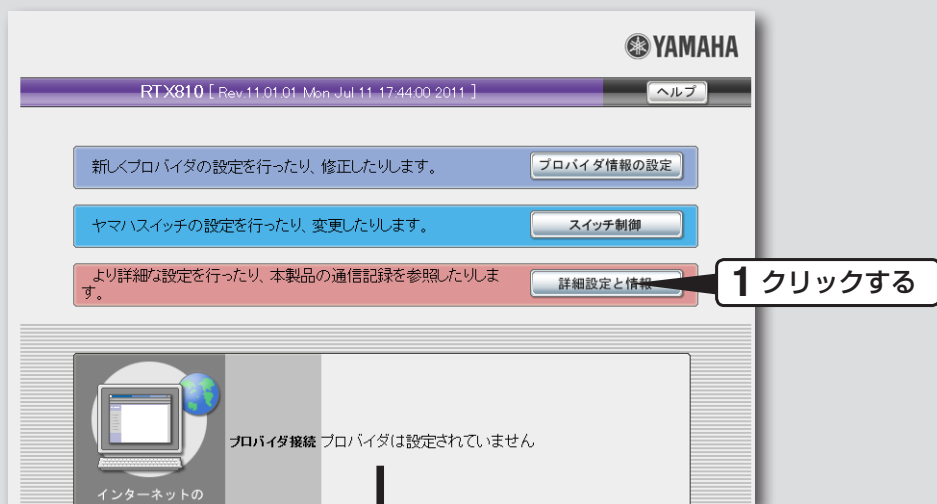 YAMAHA
RTX810 [ Rev.11.01.01 Mon Jul 11 17:44:00 2011 ]
ヘルプ
新しくプロバイダの設定を行ったり、修正したりします。
プロバイダ情報の設定
ヤマハスイッチの設定を行ったり、変更したりします。
スイッチ制御
より詳細な設定を行ったり、本製品の通信記録を参照したりしま
す。
詳細設定と情報
1 クリックする
プロバイダ接続 プロバイダは設定されていません
インターネットの